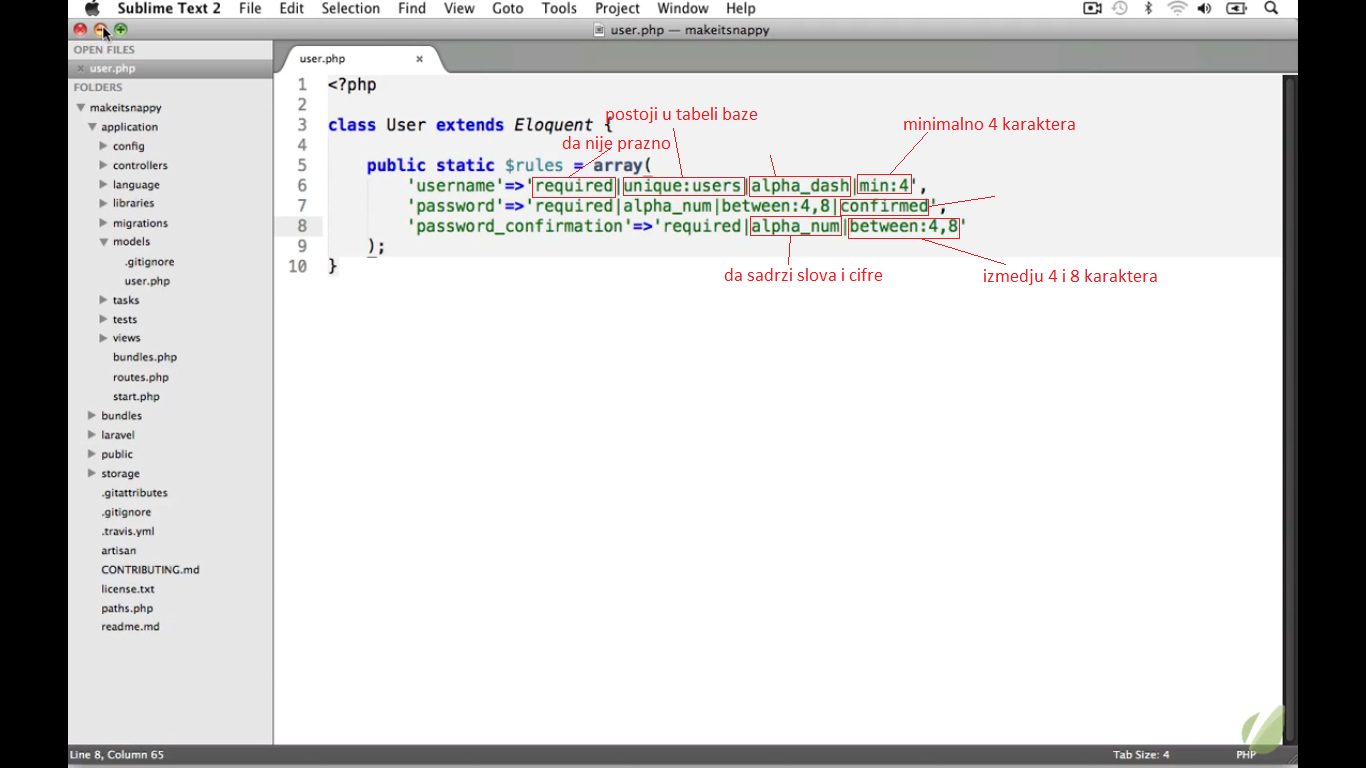 Sublime Text 2 File Edit Selection Find View Goto Tools Project Window Help
user.php — makeitsnappy
OPEN FILES
user.php
FOLDERS
makeitsnappy
application
config
controllers
language
libraries
migrations
models
.gitignore
user.php
tasks
tests
views
bundles.php
routes.php
start.php
bundles
laravel
public
storage
.gitattributes
.gitignore
.travis.yml
artisan
CONTRIBUTING.md
license.txt
paths.php
readme.md
user.php
1 <?php
2
3 class User extends Eloquent {
4
5 public static $rules = array(
6 'username'=>'required|unique:users|alpha_dash|min:4',
7 'password'=>'required|alpha_num|between:4,8|confirmed',
8 'password_confirmation'=>'required|alpha_num|between:4,8'
9 );
10 }
postoji u tabeli baze
da nije prazno
minimalno 4 karaktera
da sadrzi slova i cifre
izmedju 4 i 8 karaktera
Line 8, Column 65
Tab Size: 4
PHP